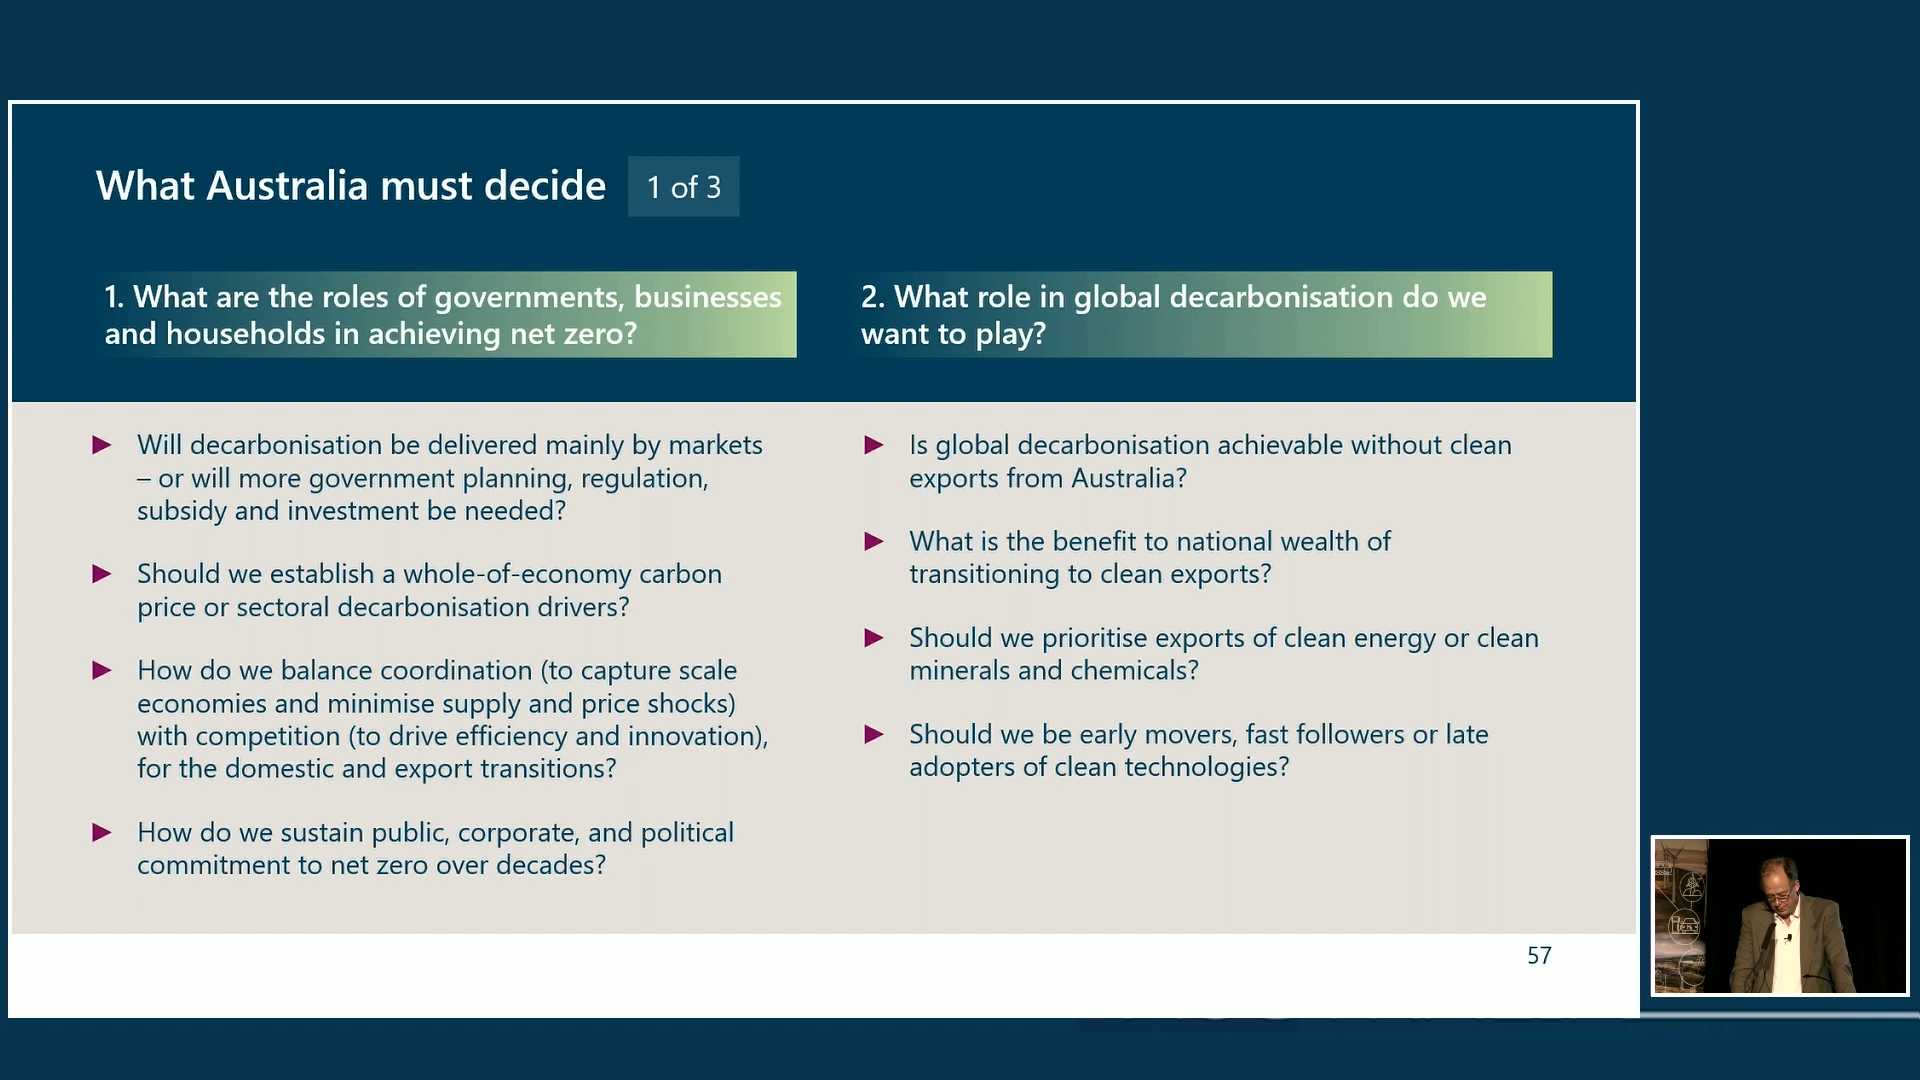 What Australia must decide
1 of 3
1. What are the roles of governments, businesses
and households in achieving net zero?
Will decarbonisation be delivered mainly by markets
– or will more government planning, regulation,
subsidy and investment be needed?
Should we establish a whole-of-economy carbon
price or sectoral decarbonisation drivers?
How do we balance coordination (to capture scale
economies and minimise supply and price shocks)
with competition (to drive efficiency and innovation),
for the domestic and export transitions?
How do we sustain public, corporate, and political
commitment to net zero over decades?
2. What role in global decarbonisation do we
want to play?
Is global decarbonisation achievable without clean
exports from Australia?
What is the benefit to national wealth of
transitioning to clean exports?
Should we prioritise exports of clean energy or clean
minerals and chemicals?
Should we be early movers, fast followers or late
adopters of clean technologies?
57